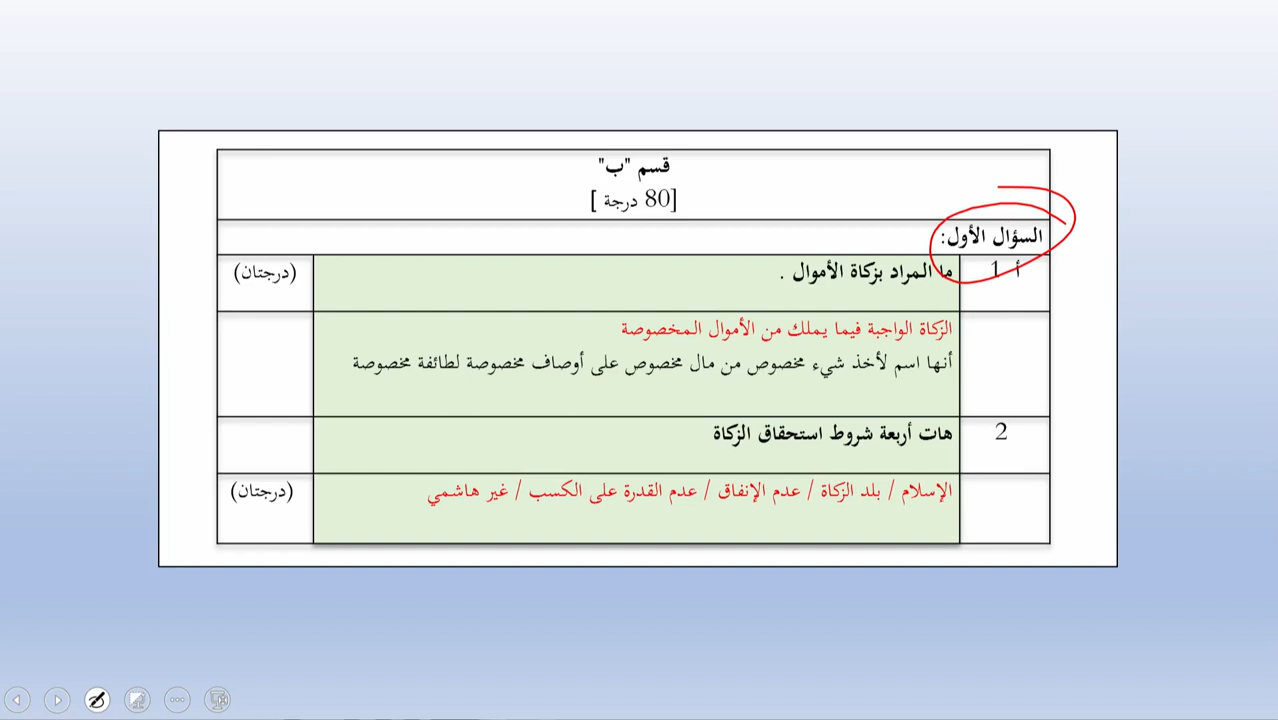 قسم "ب"
[80 درجة ]
السؤال الأول:
أ 1 ما المراد بزكاة الأموال . (درجتان)
الزكاة الواجبة فيما يملك من الأموال المخصوصة
أنها اسم لأخذ شيء مخصوص من مال مخصوص على أوصاف مخصوصة لطائفة مخصوصة
2 هات أربعة شروط استحقاق الزكاة
الإسلام / بلد الزكاة / عدم الإنفاق / عدم القدرة على الكسب / غير هاشمي (درجتان)